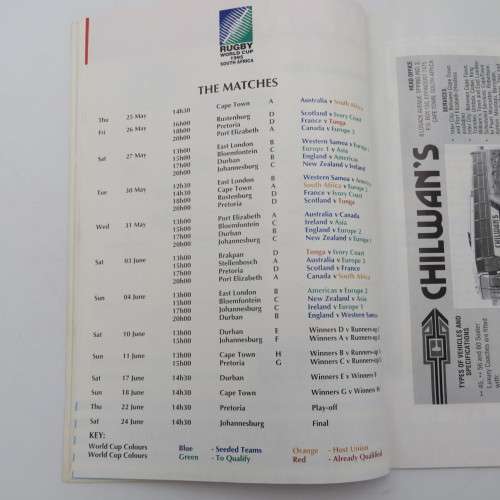 RUGBY
WORLD CUP
1995
SOUTH AFRICA
THE MATCHES
Thu 25 May 14h30 Cape Town A Australia v South Africa
Fri 26 May 16h00 Rustenburg D Scotland v Ivory Coast
18h00 Pretoria D France v Tonga
20h00 Port Elizabeth A Canada v Europe 3
Sat 27 May 13h00 East London B Western Samoa v
15h00 Bloemfontein C Europe 1 v Asia
18h00 Durban B England v Americas
20h00 Johannesburg C New Zealand v Ireland
Tue 30 May 12h30 East London B Western Samoa v
14h30 Cape Town A South Africa v Europe
18h00 Rustenburg D France v Ivory Coast
20h00 Pretoria D Scotland v Tonga
Wed 31 May 13h00 Port Elizabeth A Australia v Canada
15h00 Bloemfontein C Ireland v Asia
17h00 Durban B England v Europe 2
20h00 Johannesburg C New Zealand v Europe 1
Sat 03 June 13h00 Brakpan D Tonga v Ivory Coast
15h00 Stellenbosch A Australia v Europe 3
17h00 Pretoria D Scotland v France
20h00 Port Elizabeth A Canada v South Africa
Sun 04 June 13h00 East London B Americas v Europe 2
15h00 Bloemfontein C New Zealand v Asia
17h00 Johannesburg C Ireland v Europe 1
20h00 Durban B England v Western Samoa
Sat 10 June 13h00 Durban E Winners D v Runners-up
15h00 Johannesburg F Winners A v Runners-up
Sun 11 June 13h00 Cape Town H Winners B v Runners-up
15h00 Pretoria G Winners C v Runners-up
Sat 17 June 14h30 Durban Winners E v Winners F
Sun 18 June 14h30 Cape Town Winners G v Winners H
Thu 22 June 14h30 Pretoria Play-off
Sat 24 June 14h30 Johannesburg Final
KEY:
World Cup Colours Blue - Seeded Teams Orange - Host Union
World Cup Colours Green - To Qualify Red - Already Qualified
CHILWAN'S
HEAD OFFICE
SERVICES
TYPES OF VEHICLES AND
SPECIFICATIONS